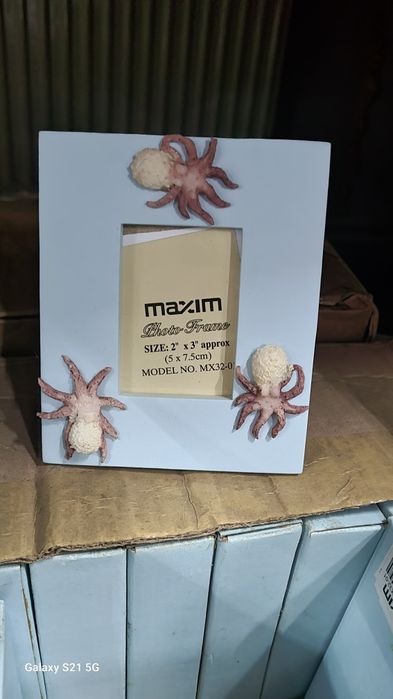 maxim
Photo Frame
SIZE: 2" x 3" approx
(5 x 7.5cm)
MODEL NO. MX32-0
Galaxy S21 5G